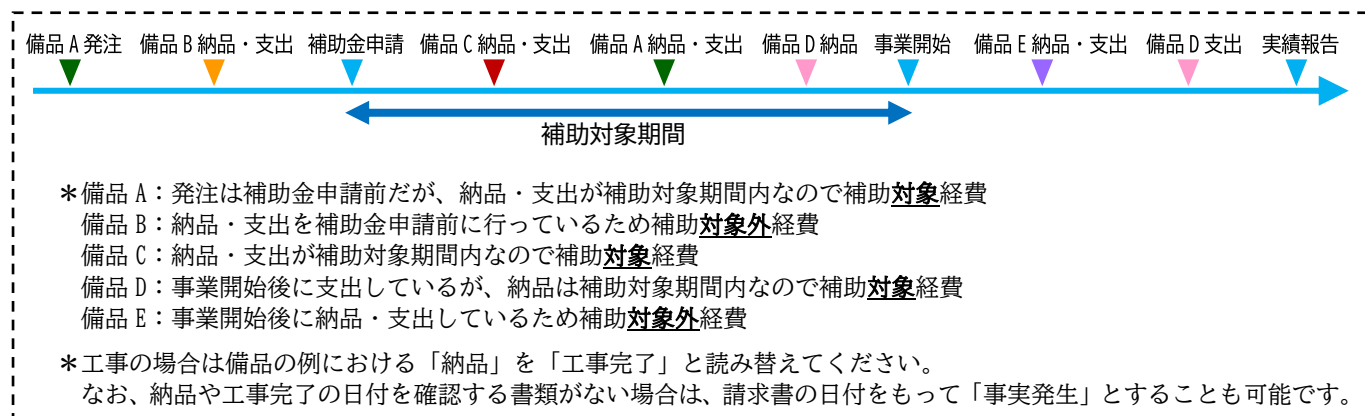 備品A発注 備品B納品・支出 補助金申請 備品C納品・支出 備品A納品・支出 備品D納品 事業開始 備品E納品・支出 備品D支出 実績報告
補助対象期間
＊備品A：発注は補助金申請前だが、納品・支出が補助対象期間内なので補助対象経費
備品B：納品・支出を補助金申請前に行っているため補助対象外経費
備品C：納品・支出が補助対象期間内なので補助対象経費
備品D：事業開始後に支出しているが、納品は補助対象期間内なので補助対象経費
備品E：事業開始後に納品・支出しているため補助対象外経費
＊工事の場合は備品の例における「納品」を「工事完了」と読み替えてください。
なお、納品や工事完了の日付を確認する書類がない場合は、請求書の日付をもって「事実発生」とすることも可能です。